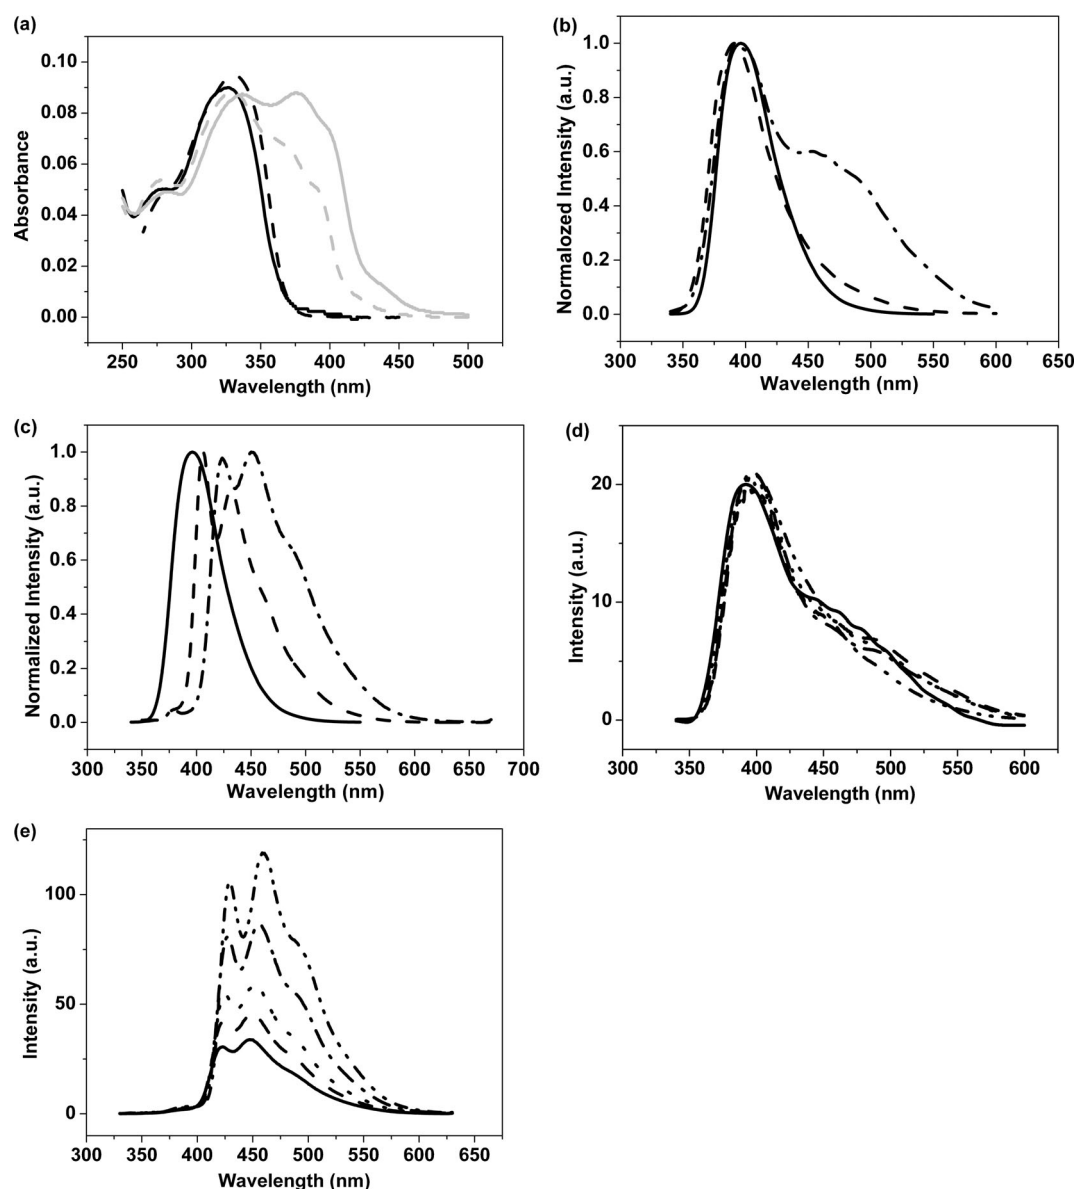 (a)
0.10
0.08
0.06
0.04
0.02
0.00
Absorbance
250 300 350 400 450 500
Wavelength (nm)
(b)
1.0
0.8
0.6
0.4
0.2
0.0
Normalozed Intensity (a.u.)
300 350 400 450 500 550 600 650
Wavelength (nm)
(c)
1.0
0.8
0.6
0.4
0.2
0.0
Normalized Intensity (a.u.)
300 350 400 450 500 550 600 650 700
Wavelength (nm)
(d)
20
10
0
Intensity (a.u.)
300 350 400 450 500 550 600
Wavelength (nm)
(e)
100
50
0
Intensity (a.u.)
300 350 400 450 500 550 600 650
Wavelength (nm)